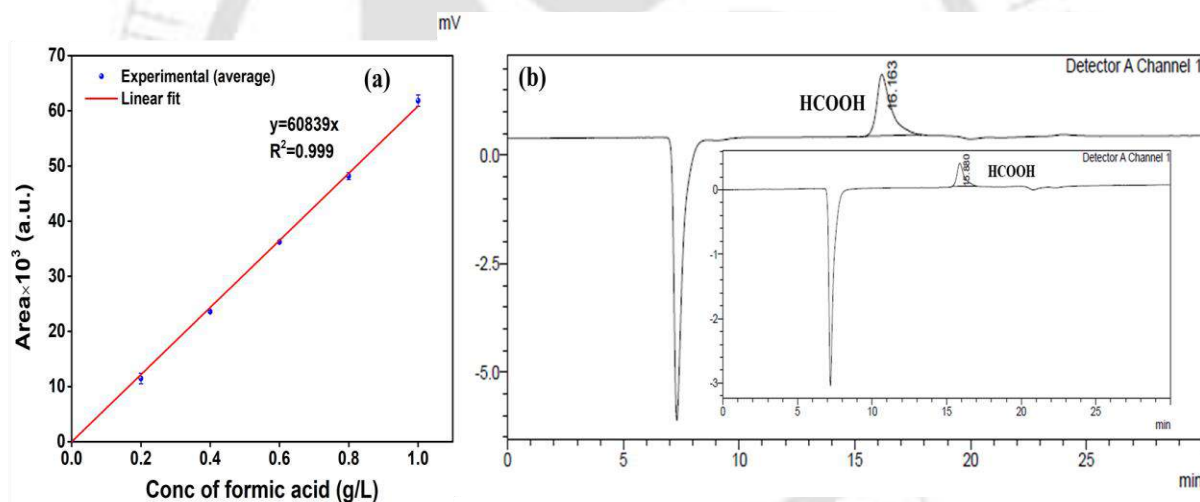 (a)
Experimental (average)
Linear fit
y=60839x
R²=0.999
Area×10³ (a.u.)
70
60
50
40
30
20
10
0
0.0 0.2 0.4 0.6 0.8 1.0
Conc of formic acid (g/L)
mV
(b)
Detector A Channel 1
HCOOH
16.163
0.0
-2.5
-5.0
0 5 10 15 20 25
min
Detector A Channel 1
HCOOH
15.880
0
-1
-2
-3
0 5 10 15 20 25
min